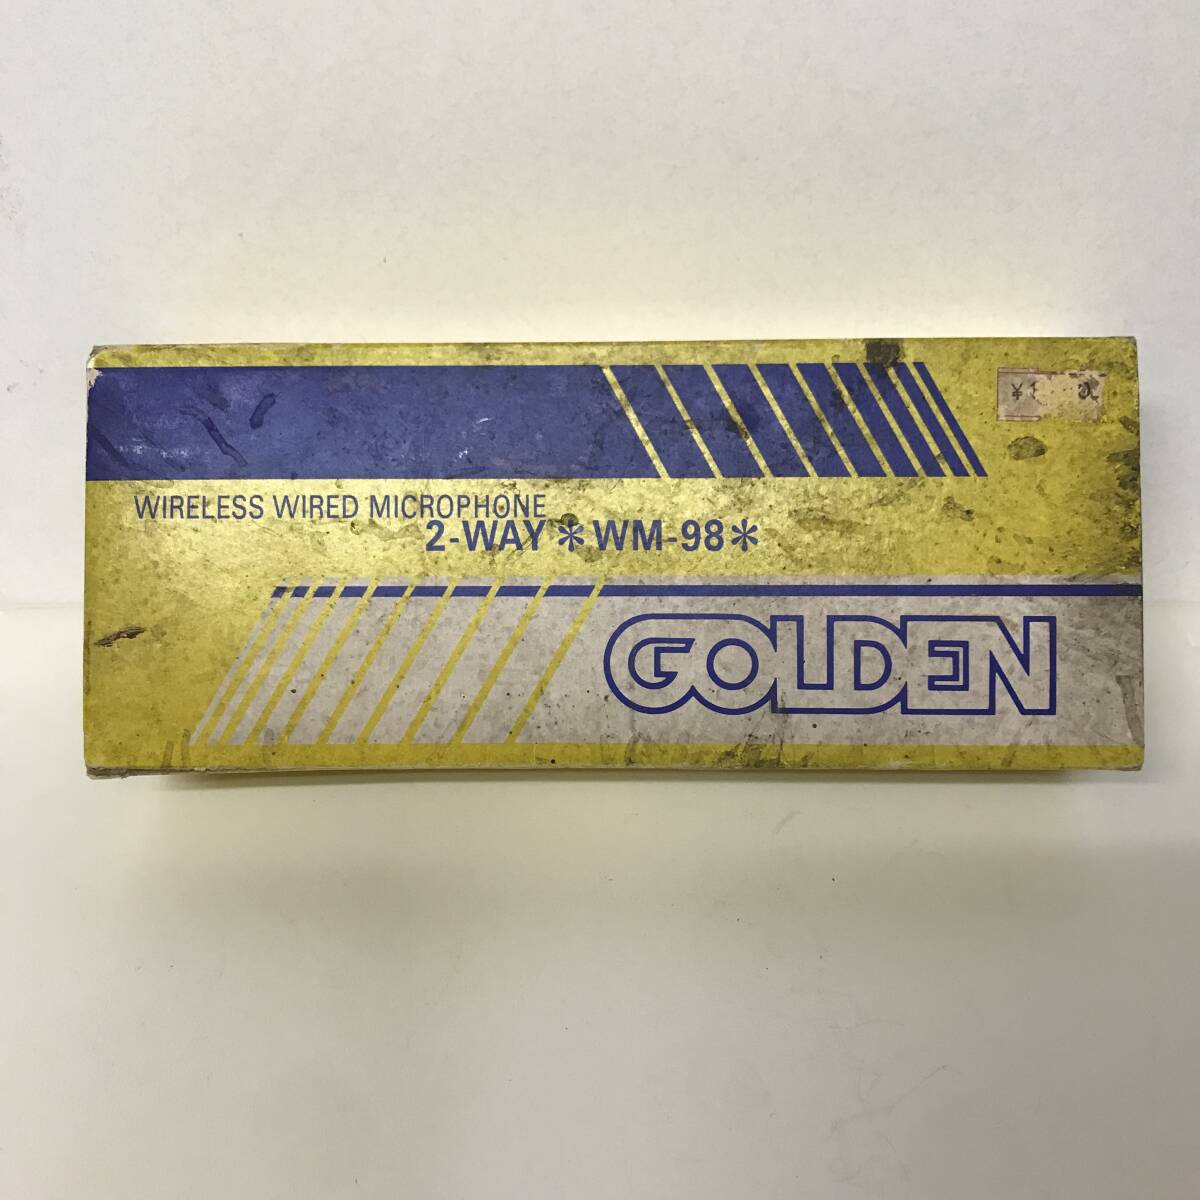 WIRELESS WIRED MICROPHONE
2-WAY * WM-98 *
GOLDEN